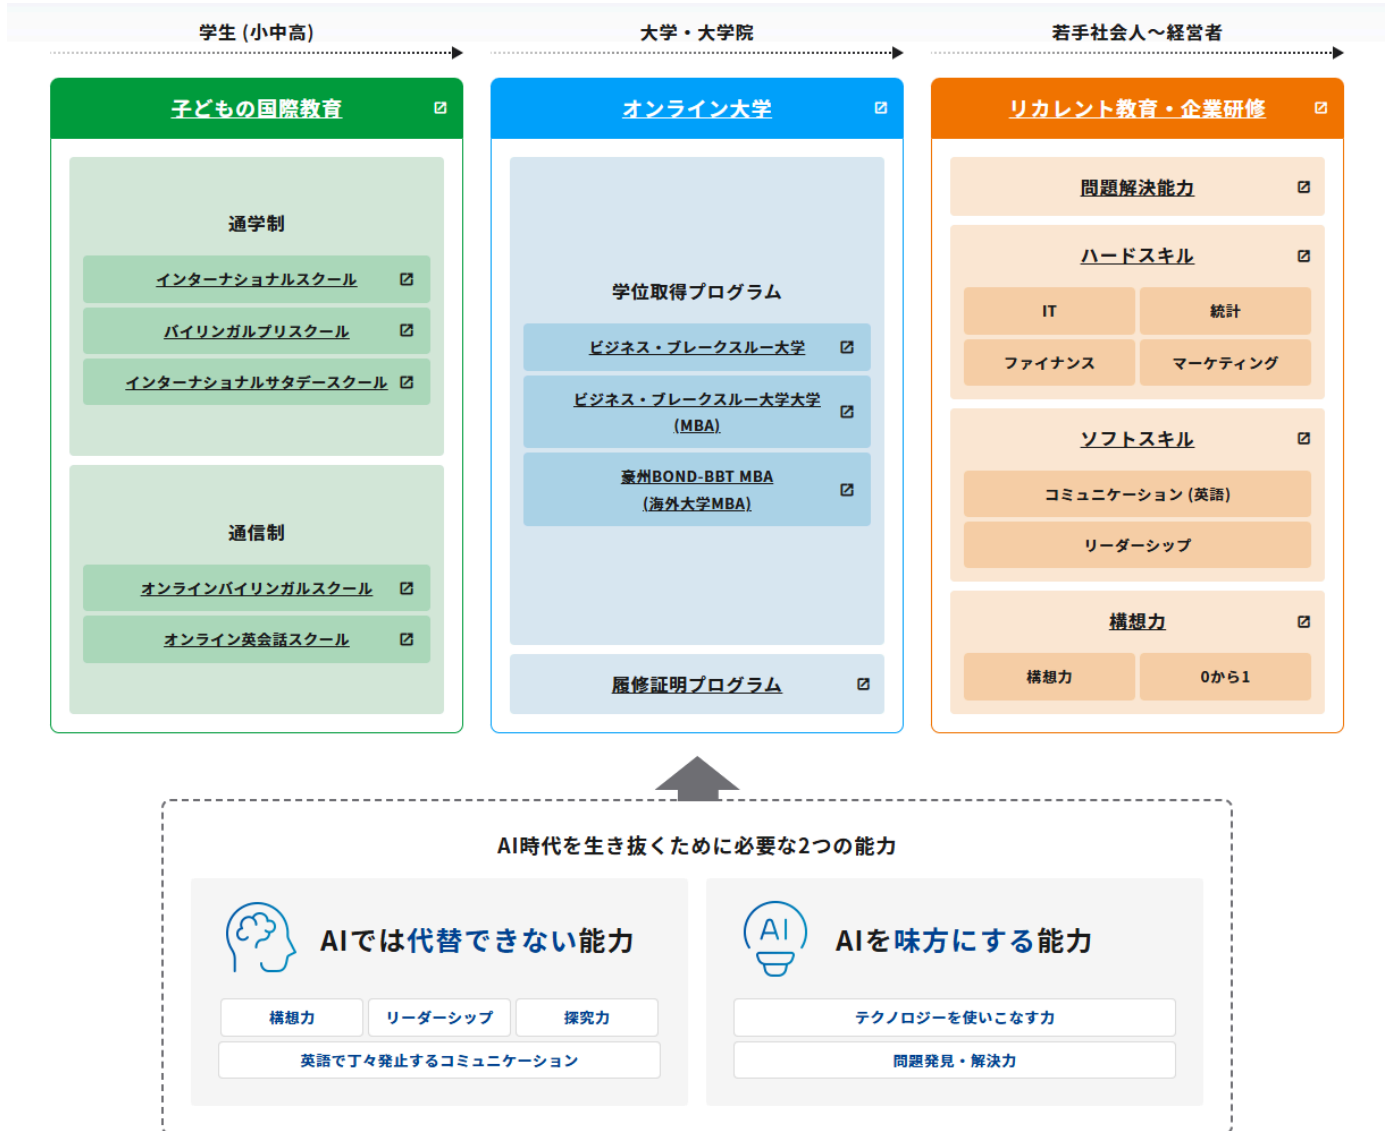 学生 (小中高)
大学・大学院
若手社会人～経営者
子どもの国際教育
通学制
インターナショナルスクール
バイリンガルプリスクール
インターナショナルサタデースクール
通信制
オンラインバイリンガルスクール
オンライン英会話スクール
オンライン大学
学位取得プログラム
ビジネス・ブレークスルー大学
ビジネス・ブレークスルー大学大学
(MBA)
豪州BOND-BBT MBA
(海外大学MBA)
履修証明プログラム
リカレント教育・企業研修
問題解決能力
ハードスキル
IT
統計
ファイナンス
マーケティング
ソフトスキル
コミュニケーション (英語)
リーダーシップ
構想力
構想力
0から1
AI時代を生き抜くために必要な2つの能力
AIでは代替できない能力
構想力
リーダーシップ
探究力
英語で丁々発止するコミュニケーション
AI
AIを味方にする能力
テクノロジーを使いこなす力
問題発見・解決力